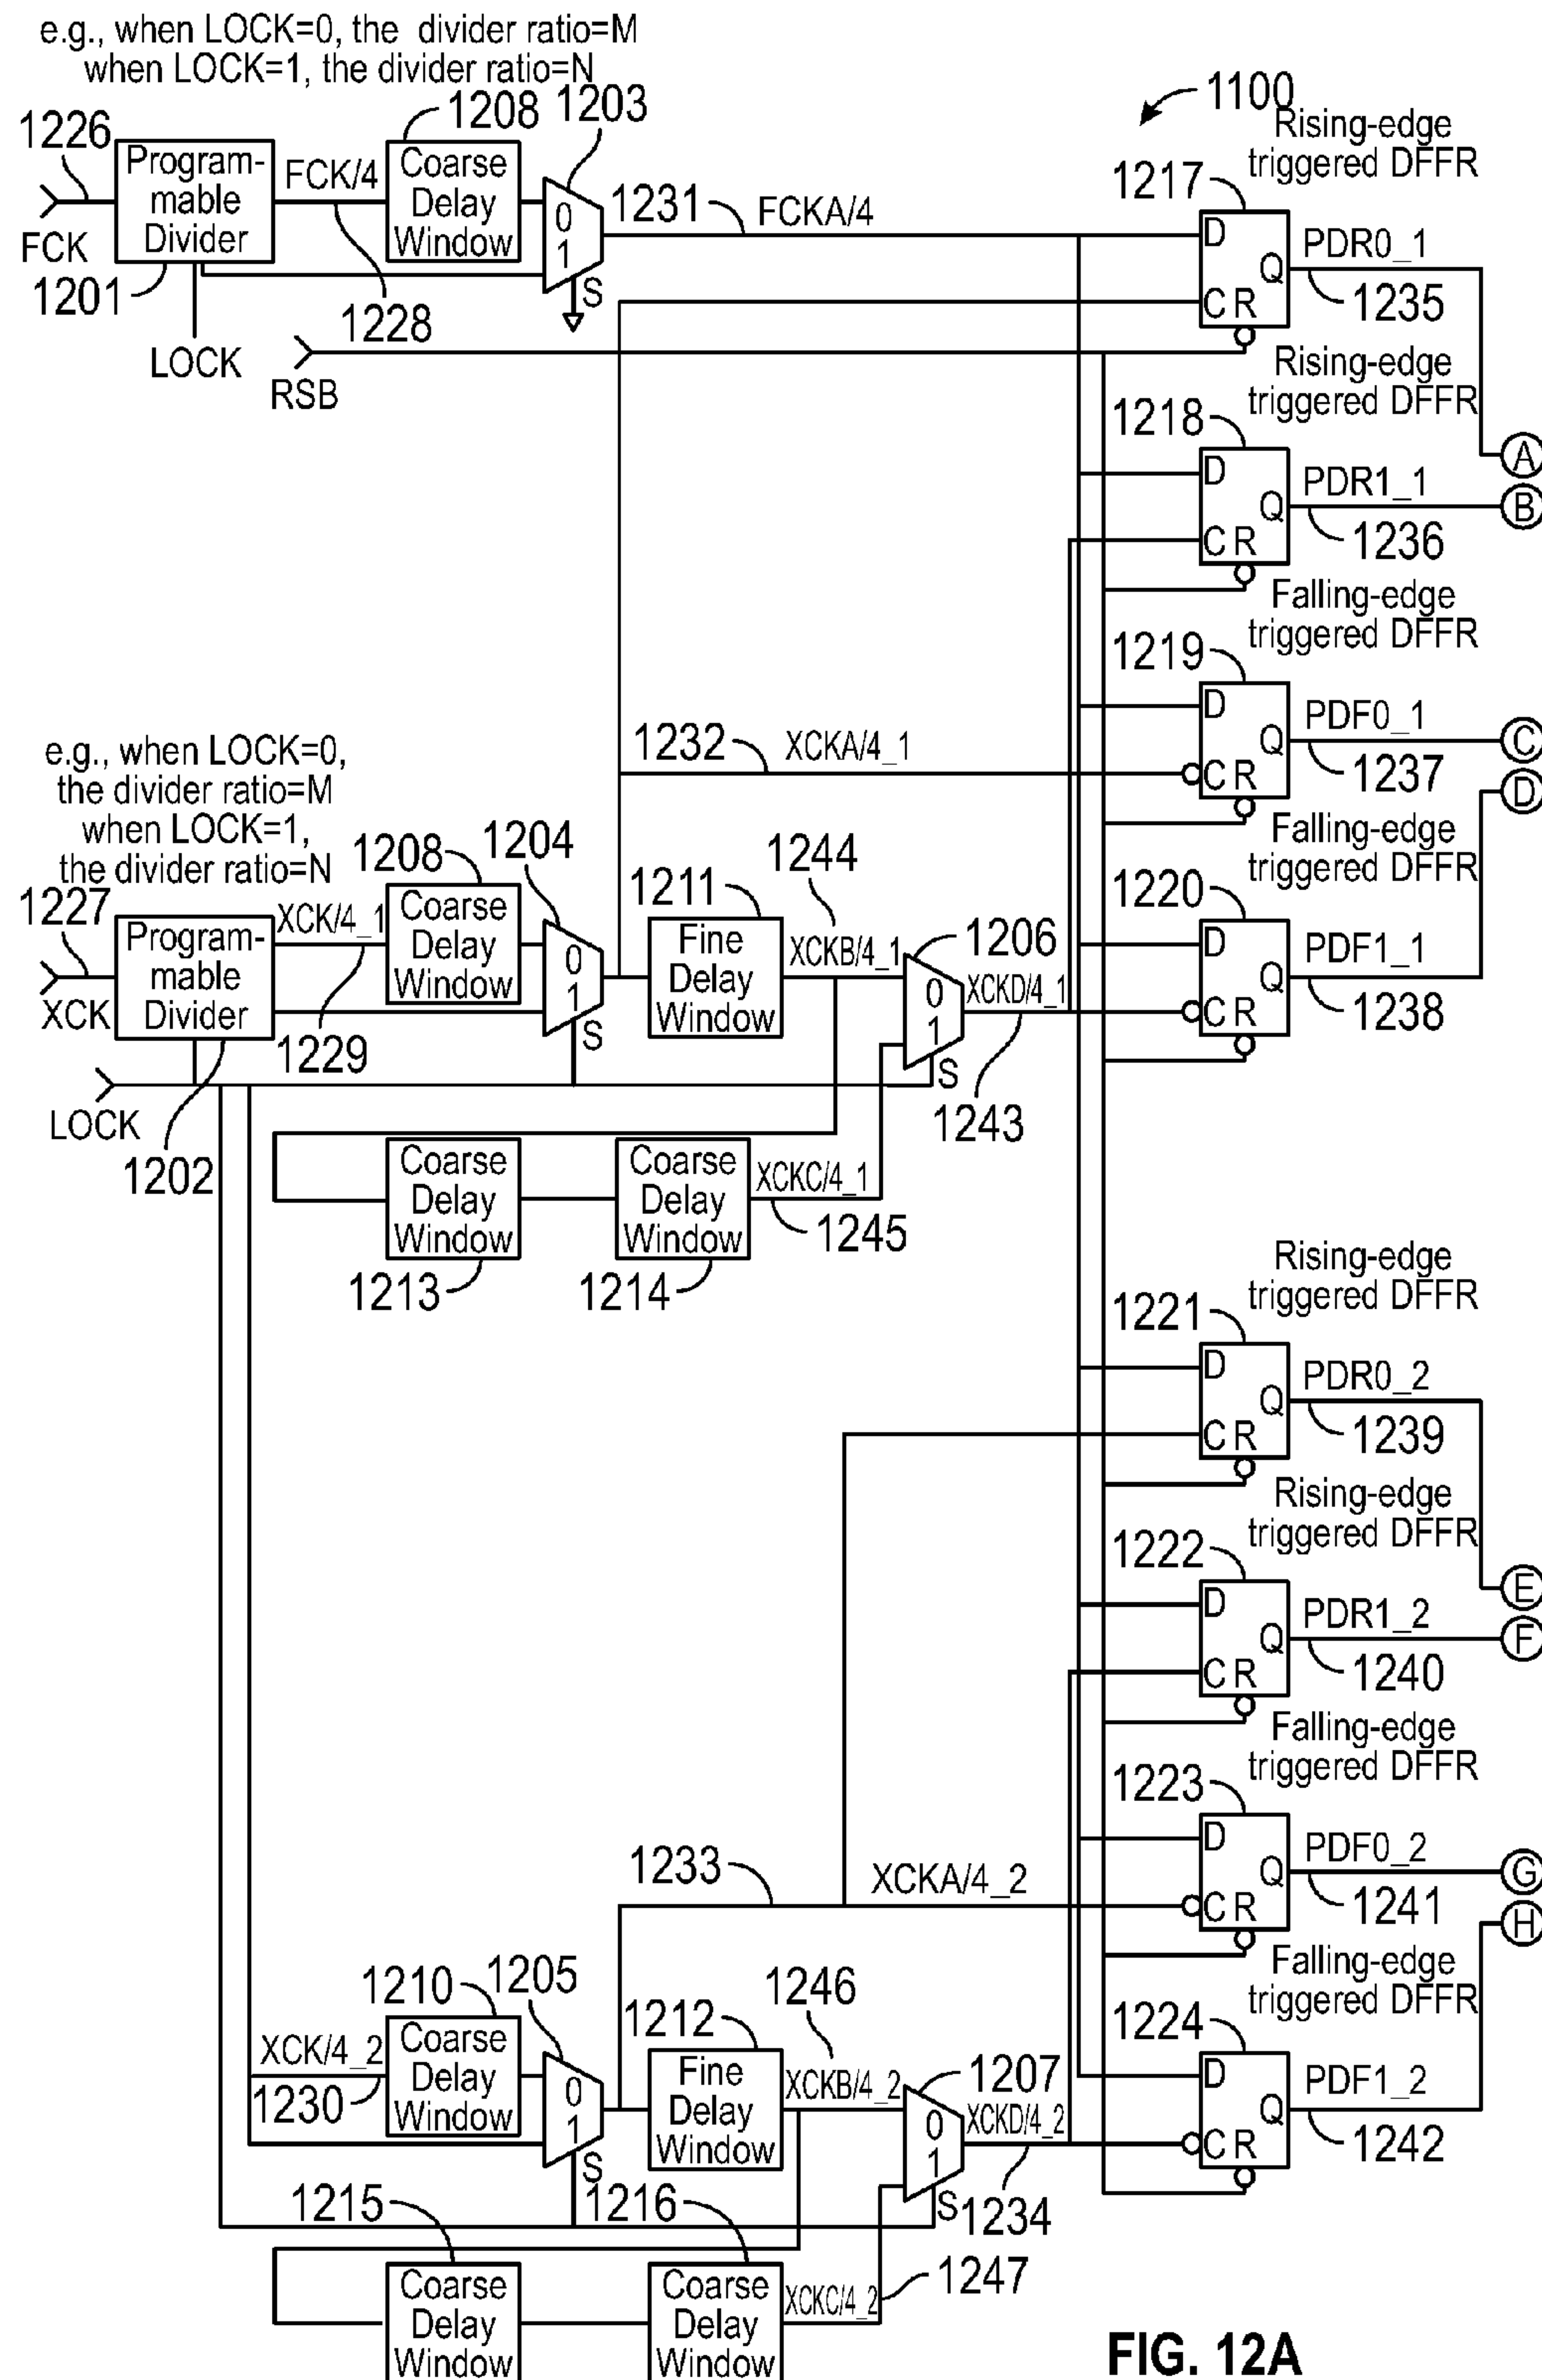 e.g., when LOCK=0, the divider ratio=M
when LOCK=1, the divider ratio=N
1226
Program-
mable
Divider
FCK
1201
LOCK
FCK/4
1228
1208
Coarse
Delay
Window
1203
0
1
S
RSB
1231
FCKA/4
1100
Rising-edge
triggered DFFR
1217
D
Q
C R
PDR0_1
1235
Rising-edge
triggered DFFR
A
1218
D
Q
C R
PDR1_1
B
1236
Falling-edge
triggered DFFR
1219
D
Q
C R
PDF0_1
C
1237
D
Falling-edge
triggered DFFR
1220
D
Q
C R
PDF1_1
1238
1232
XCKA/4_1
e.g., when LOCK=0,
the divider ratio=M
when LOCK=1,
the divider ratio=N
1227
XCK
Program-
mable
Divider
XCK/4_1
1229
1208
Coarse
Delay
Window
1204
0
1
S
1211
Fine
Delay
Window
1244
XCKB/4_1
1206
0
1
S
XCKD/4_1
1243
LOCK
1202
Coarse
Delay
Window
1213
Coarse
Delay
Window
1214
XCKC/4_1
1245
Rising-edge
triggered DFFR
1221
D
Q
C R
PDR0_2
1239
Rising-edge
triggered DFFR
E
1222
D
Q
C R
PDR1_2
F
1240
Falling-edge
triggered DFFR
1223
D
Q
C R
PDF0_2
G
1241
H
Falling-edge
triggered DFFR
1224
D
Q
C R
PDF1_2
1242
1233
XCKA/4_2
XCK/4_2
1230
1210
Coarse
Delay
Window
1205
0
1
S
1212
Fine
Delay
Window
1246
XCKB/4_2
1207
0
1
S
XCKD/4_2
1234
1215
Coarse
Delay
Window
1216
Coarse
Delay
Window
XCKC/4_2
1247
FIG. 12A